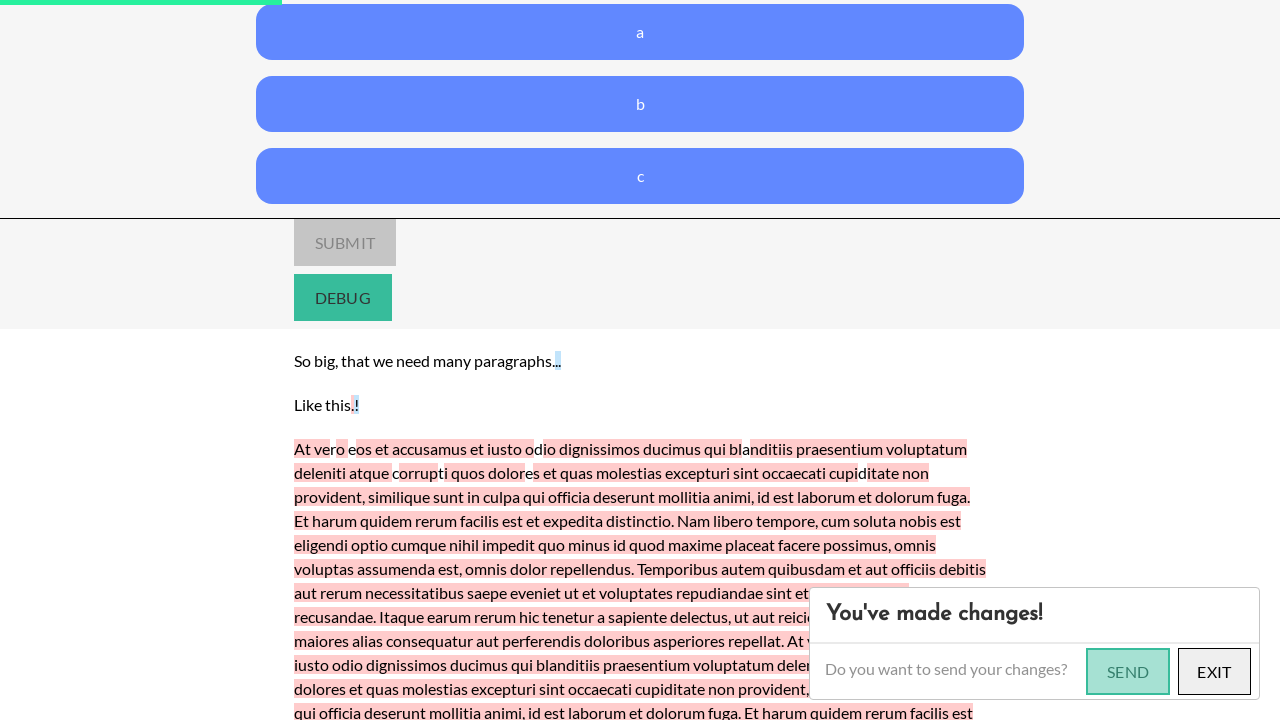 a
b
c
SUBMIT
DEBUG
So big, that we need many paragraphs...
Like this.!
At vero eos et accusamus et iusto odio dignissimos ducimus qui blanditiis praesentium voluptatum
deleniti atque corrupti quos dolores et quas molestias excepturi sint occaecati cupiditate non
provident, similique sunt in culpa qui officia deserunt mollitia animi, id est laborum et dolorum fuga.
Et harum quidem rerum facilis est et expedita distinctio. Nam libero tempore, cum soluta nobis est
eligendi optio cumque nihil impedit quo minus id quod maxime placeat facere possimus, omnis
voluptas assumenda est, omnis dolor repellendus. Temporibus autem quibusdam et aut officiis debitis
aut rerum necessitatibus saepe eveniet ut et voluptates repudiandae sint et
recusandae. Itaque earum rerum hic tenetur a sapiente delectus, ut aut
maiores alias consequatur aut perferendis doloribus asperiores repellat. At
iusto odio dignissimos ducimus qui blanditiis praesentium voluptatum
dolores et quas molestias excepturi sint occaecati cupiditate non provident,
qui officia deserunt mollitia animi, id est laborum et dolorum fuga. Et harum quidem rerum facilis est
You've made changes!
Do you want to send your changes?
SEND
EXIT